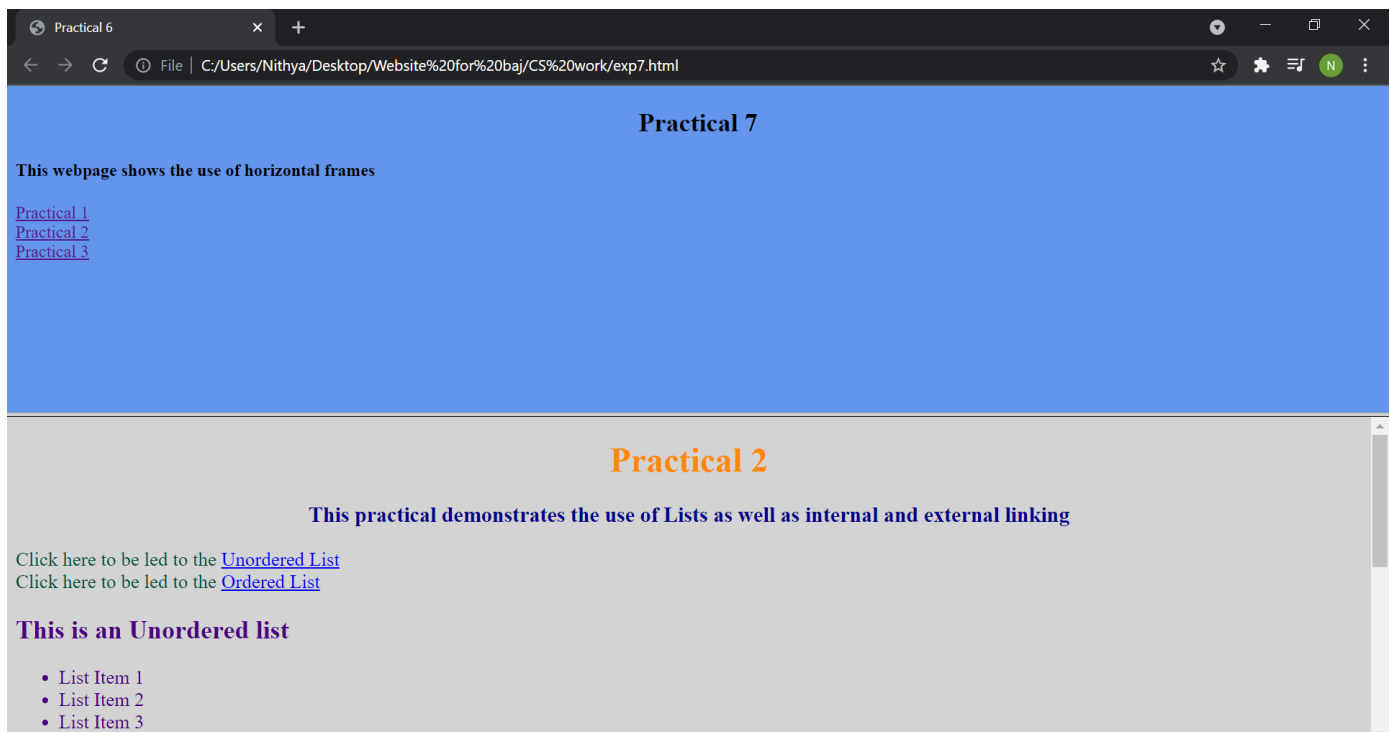 Practical 6
File C:/Users/Nithya/Desktop/Website%20for%20baj/CS%20work/exp7.html
N
Practical 7
This webpage shows the use of horizontal frames
Practical 1
Practical 2
Practical 3
Practical 2
This practical demonstrates the use of Lists as well as internal and external linking
Click here to be led to the Unordered List
Click here to be led to the Ordered List
This is an Unordered list
• List Item 1
• List Item 2
• List Item 3